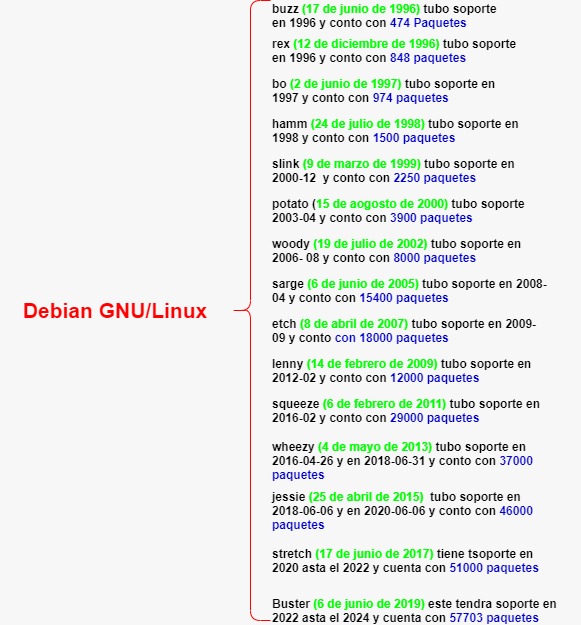 buzz (17 de junio de 1996) tubo soporte
en 1996 y conto con 474 Paquetes
rex (12 de diciembre de 1996) tubo soporte
en 1996 y conto con 848 paquetes
bo (2 de junio de 1997) tubo soporte en
1997 y conto con 974 paquetes
hamm (24 de julio de 1998) tubo soporte en
1998 y conto con 1500 paquetes
slink (9 de marzo de 1999) tubo soporte en
2000-12 y conto con 2250 paquetes
potato (15 de aogosto de 2000) tubo soporte
2003-04 y conto con 3900 paquetes
woody (19 de julio de 2002) tubo soporte en
2006- 08 y conto con 8000 paquetes
sarge (6 de junio de 2005) tubo soporte en 2008-
04 y conto con 15400 paquetes
Debian GNU/Linux
etch (8 de abril de 2007) tubo soporte en 2009-
09 y conto con 18000 paquetes
lenny (14 de febrero de 2009) tubo soporte en
2012-02 y conto con 12000 paquetes
squeeze (6 de febrero de 2011) tubo soporte en
2016-02 y conto con 29000 paquetes
wheezy (4 de mayo de 2013) tubo soporte en
2016-04-26 y en 2018-06-31 y conto con 37000
paquetes
jessie (25 de abril de 2015) tubo soporte en
2018-06-06 y en 2020-06-06 y conto con 46000
paquetes
stretch (17 de junio de 2017) tiene tsoporte en
2020 asta el 2022 y cuenta con 51000 paquetes
Buster (6 de junio de 2019) este tendra soporte en
2022 asta el 2024 y cuenta con 57703 paquetes